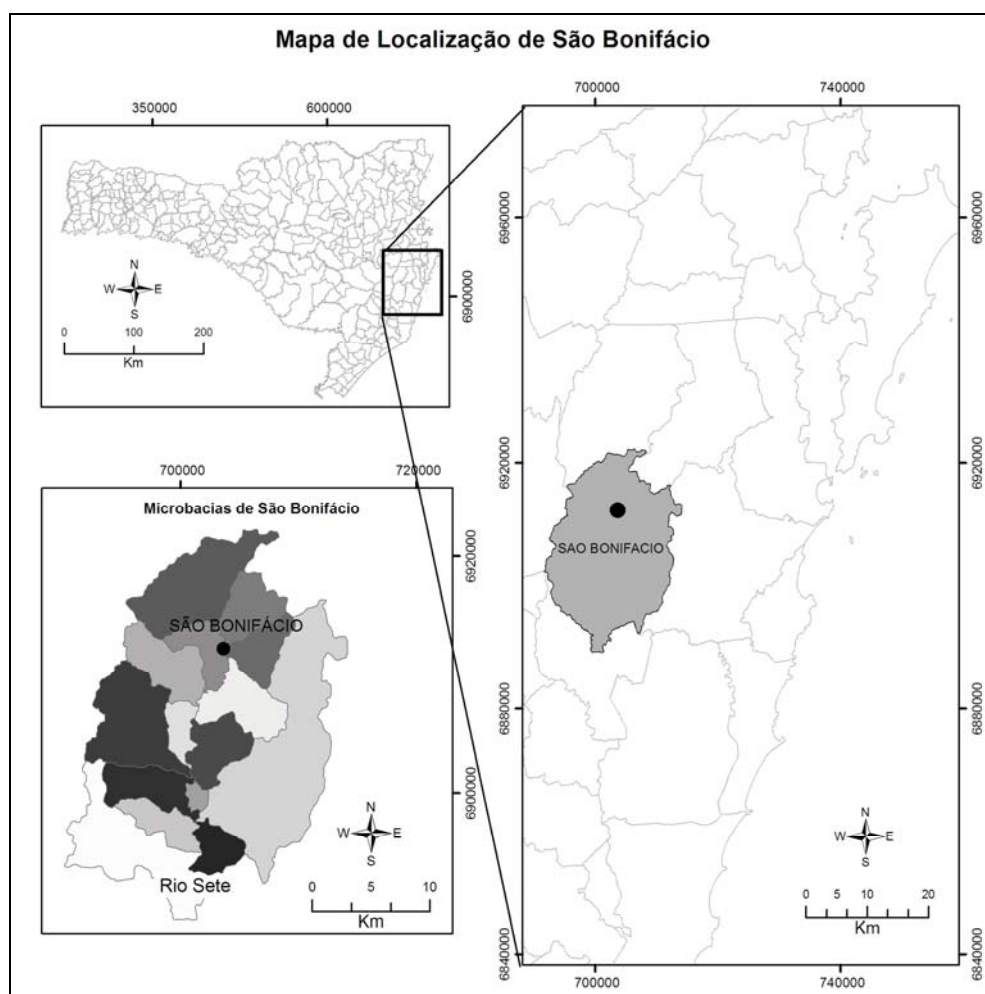 Mapa de Localização de São Bonifácio
350000 600000
6900000
N
W E
S
0 100 200
Km
700000 720000
Microbacias de São Bonifácio
6920000
SÃO BONIFÁCIO
6900000
N
W E
S
Rio Sete
0 5 10
Km
700000 740000
6960000 6960000
6920000 6920000
SAO BONIFACIO
6880000 6880000
N
W E
S
0 5 10 20
Km
6840000 6840000
700000 740000